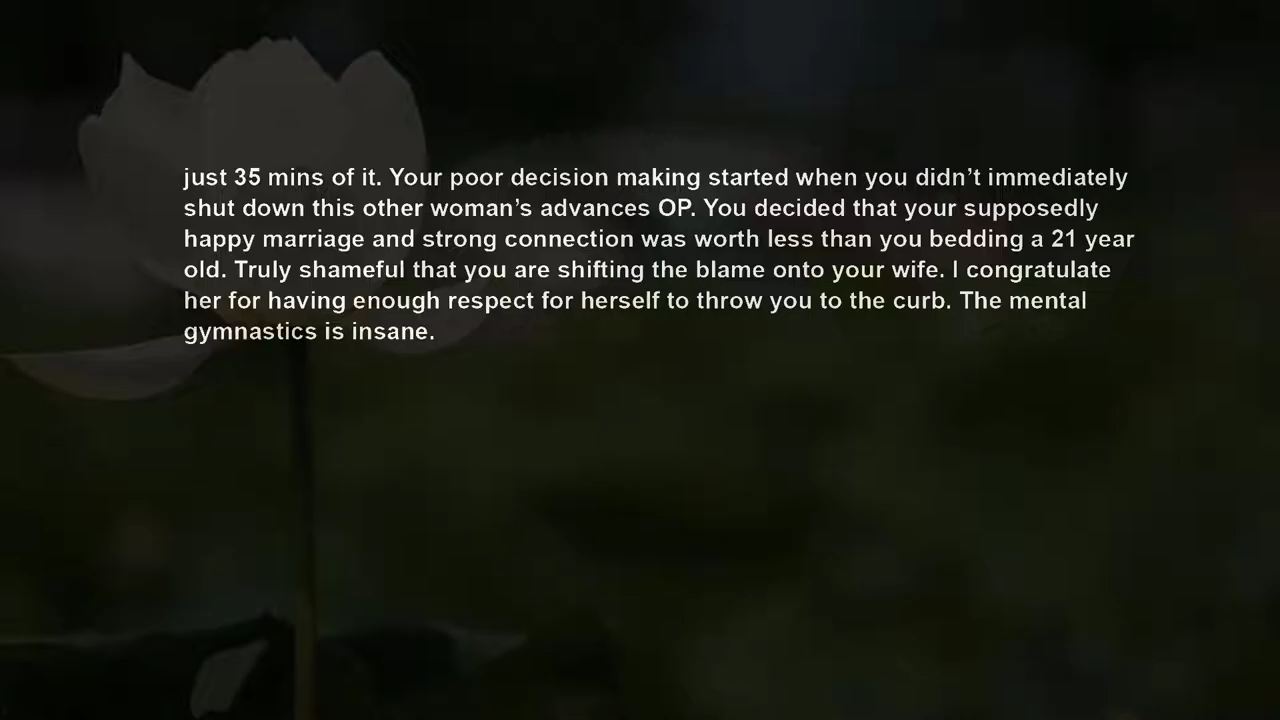 just 35 mins of it. Your poor decision making started when you didn’t immediately
shut down this other woman’s advances OP. You decided that your supposedly
happy marriage and strong connection was worth less than you bedding a 21 year
old. Truly shameful that you are shifting the blame onto your wife. I congratulate
her for having enough respect for herself to throw you to the curb. The mental
gymnastics is insane.